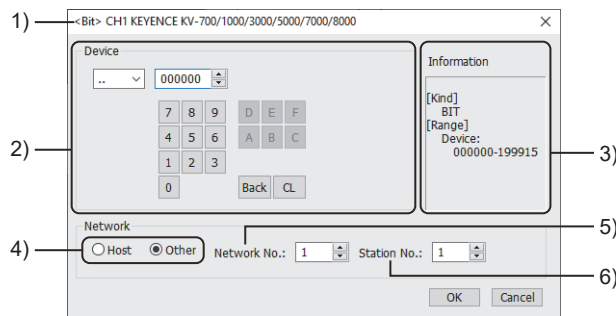 1) <Bit> CH1 KEYENCE KV-700/1000/3000/5000/7000/8000
Device
.. 000000
7 8 9 D E F
4 5 6 A B C
1 2 3
0 Back CL
2)
Information
[Kind]
BIT
[Range]
Device:
000000-199915
3)
Network
4) Host Other Network No.: 1 Station No.: 1
5)
6)
OK Cancel